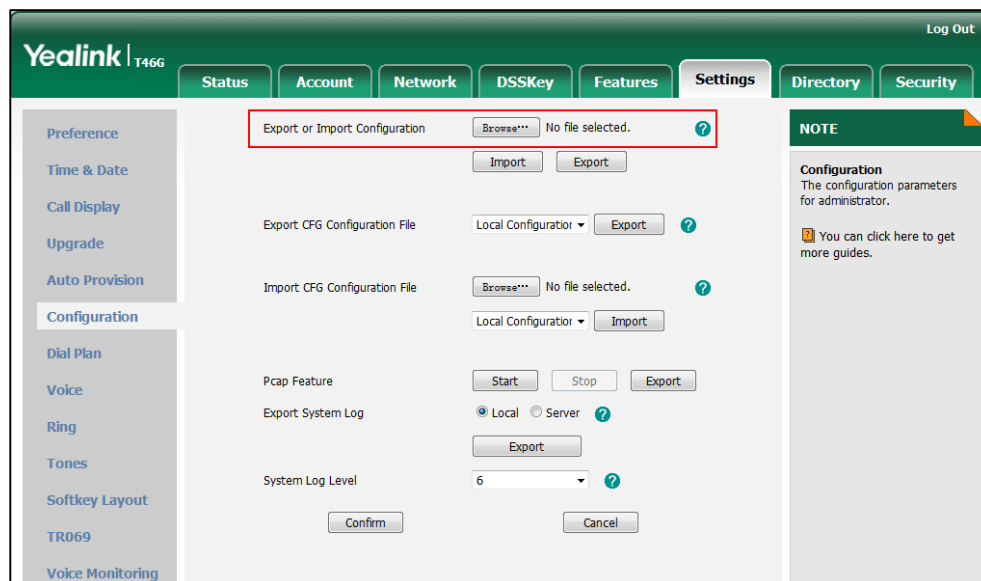 Log Out
Yealink | T46G
Status Account Network DSSKey Features Settings Directory Security
Preference
Time & Date
Call Display
Upgrade
Auto Provision
Configuration
Dial Plan
Voice
Ring
Tones
Softkey Layout
TR069
Voice Monitoring
Export or Import Configuration Browse... No file selected. ?
Import Export
Export CFG Configuration File Local Configuratior Export ?
Import CFG Configuration File Browse... No file selected. ?
Local Configuratior Import
Pcap Feature Start Stop Export
Export System Log Local Server ?
Export
System Log Level 6 ?
Confirm Cancel
NOTE
Configuration
The configuration parameters
for administrator.
? You can click here to get
more guides.